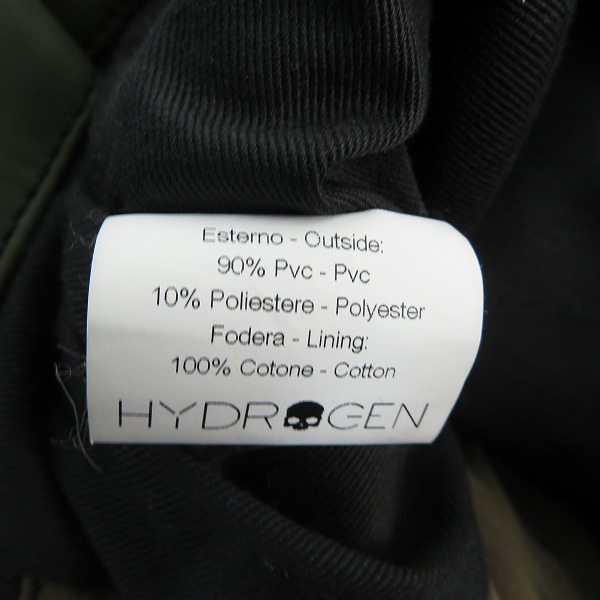 Esterno - Outside:
90% Pvc - Pvc
10% Poliestere - Polyester
Fodera - Lining:
100% Cotone - Cotton
HYDROGEN